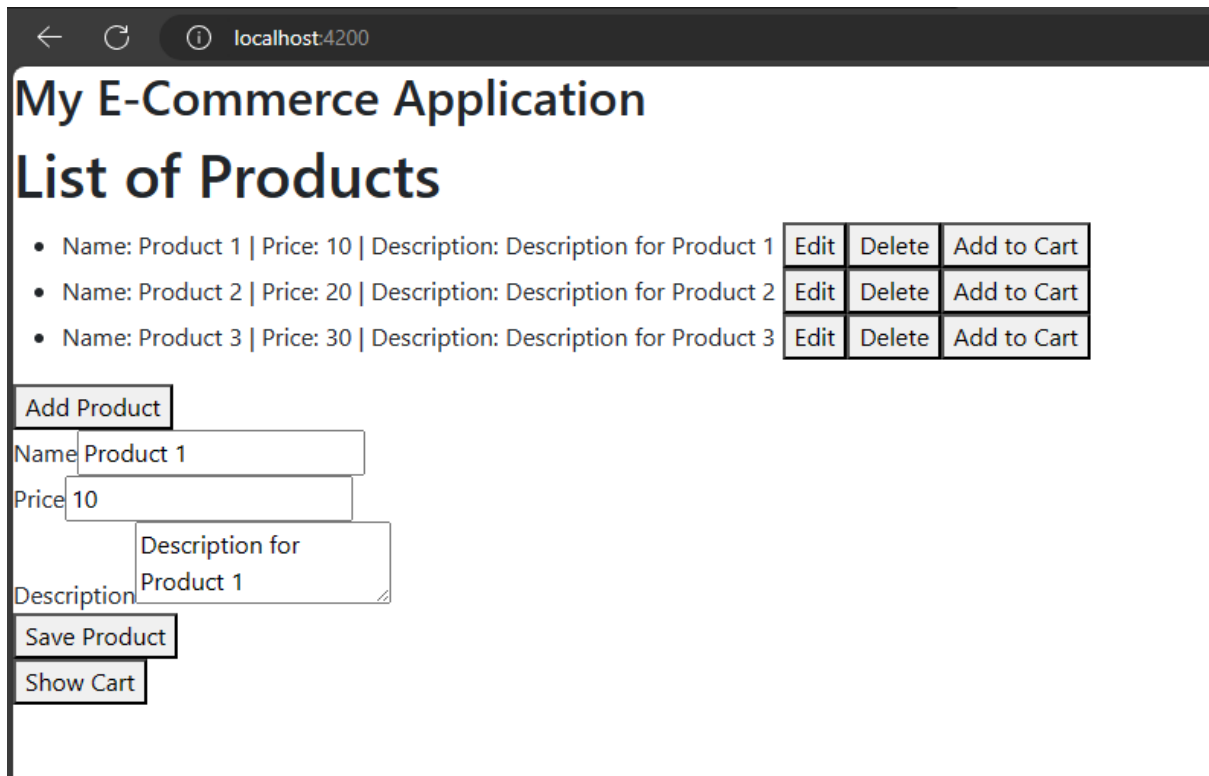 localhost:4200
My E-Commerce Application
List of Products
Name: Product 1 | Price: 10 | Description: Description for Product 1 Edit Delete Add to Cart
Name: Product 2 | Price: 20 | Description: Description for Product 2 Edit Delete Add to Cart
Name: Product 3 | Price: 30 | Description: Description for Product 3 Edit Delete Add to Cart
Add Product
Name Product 1
Price 10
Description for
Product 1
Description
Save Product
Show Cart